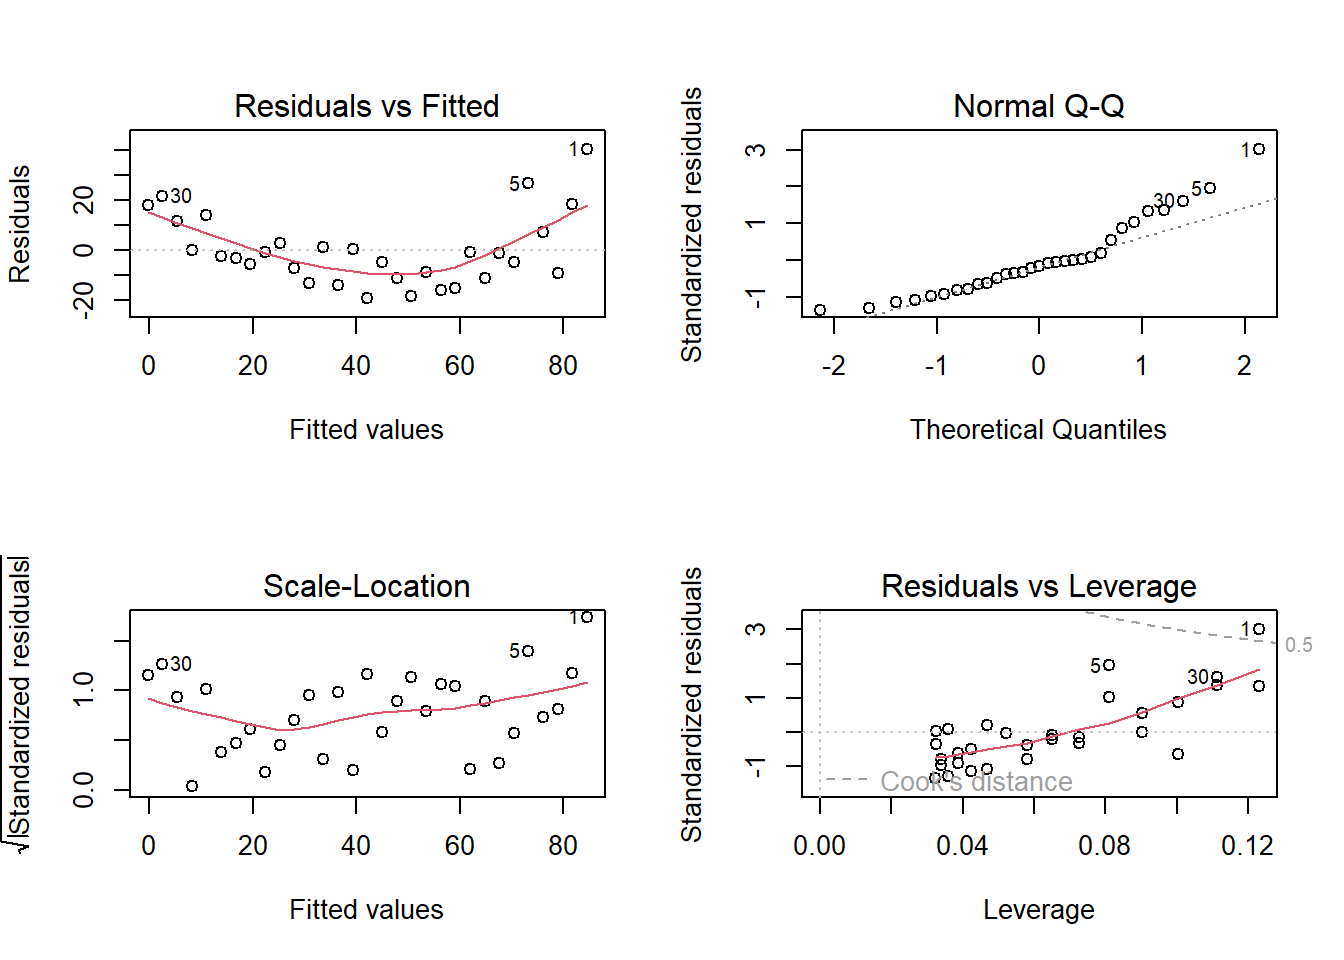 Residuals vs Fitted
Residuals
20
0
-20
1
5
30
0 20 40 60 80
Fitted values
Normal Q-Q
Standardized residuals
3
1
-1
1
5
30
-2 -1 0 1 2
Theoretical Quantiles
Scale-Location
√|Standardized residuals|
1.0
0.0
1
5
30
0 20 40 60 80
Fitted values
Residuals vs Leverage
Standardized residuals
3
1
-1
1
0.5
5
30
Cook's distance
0.00 0.04 0.08 0.12
Leverage